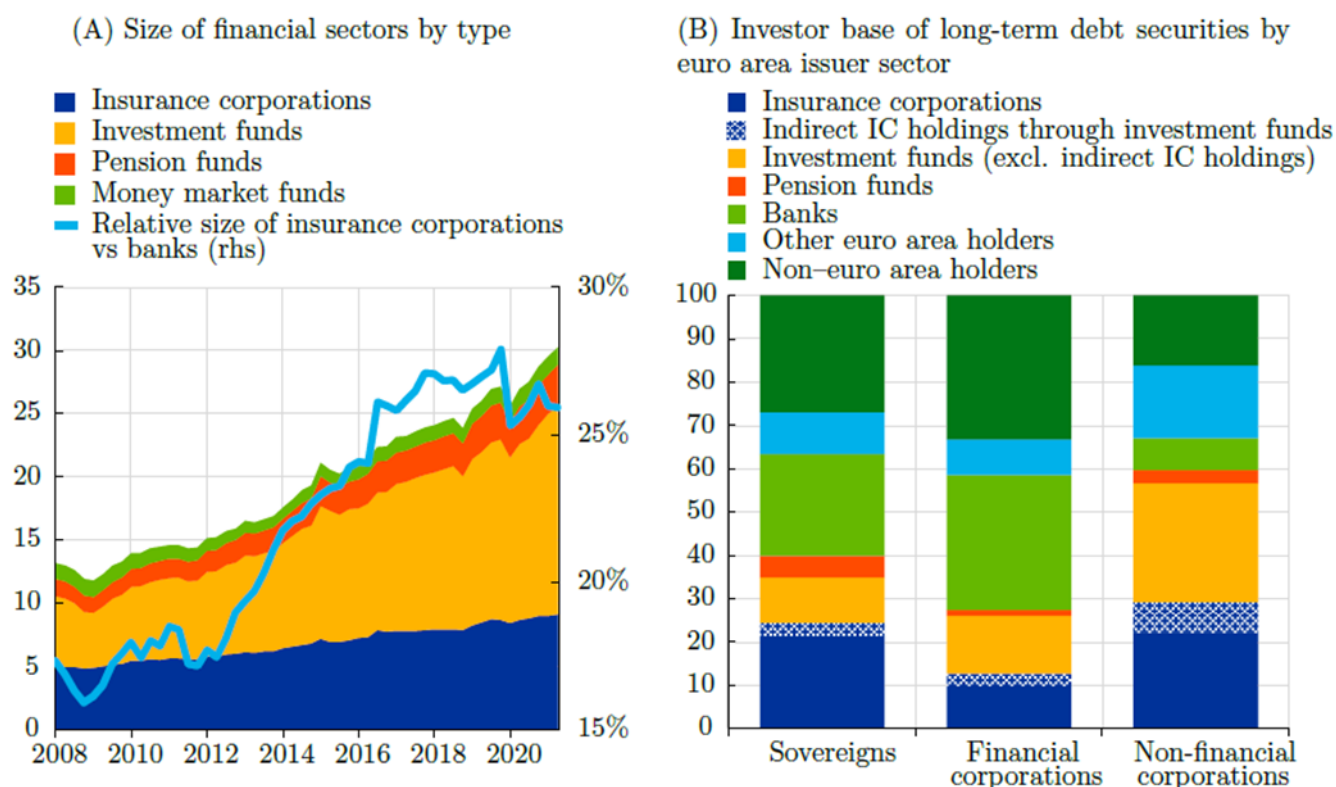 (A) Size of financial sectors by type
Insurance corporations
Investment funds
Pension funds
Money market funds
Relative size of insurance corporations
vs banks (rhs)
35
30
25
20
15
10
5
0
30%
25%
20%
15%
2008 2010 2012 2014 2016 2018 2020
(B) Investor base of long-term debt securities by
euro area issuer sector
Insurance corporations
Indirect IC holdings through investment funds
Investment funds (excl. indirect IC holdings)
Pension funds
Banks
Other euro area holders
Non–euro area holders
100
90
80
70
60
50
40
30
20
10
0
Sovereigns
Financial
corporations
Non-financial
corporations